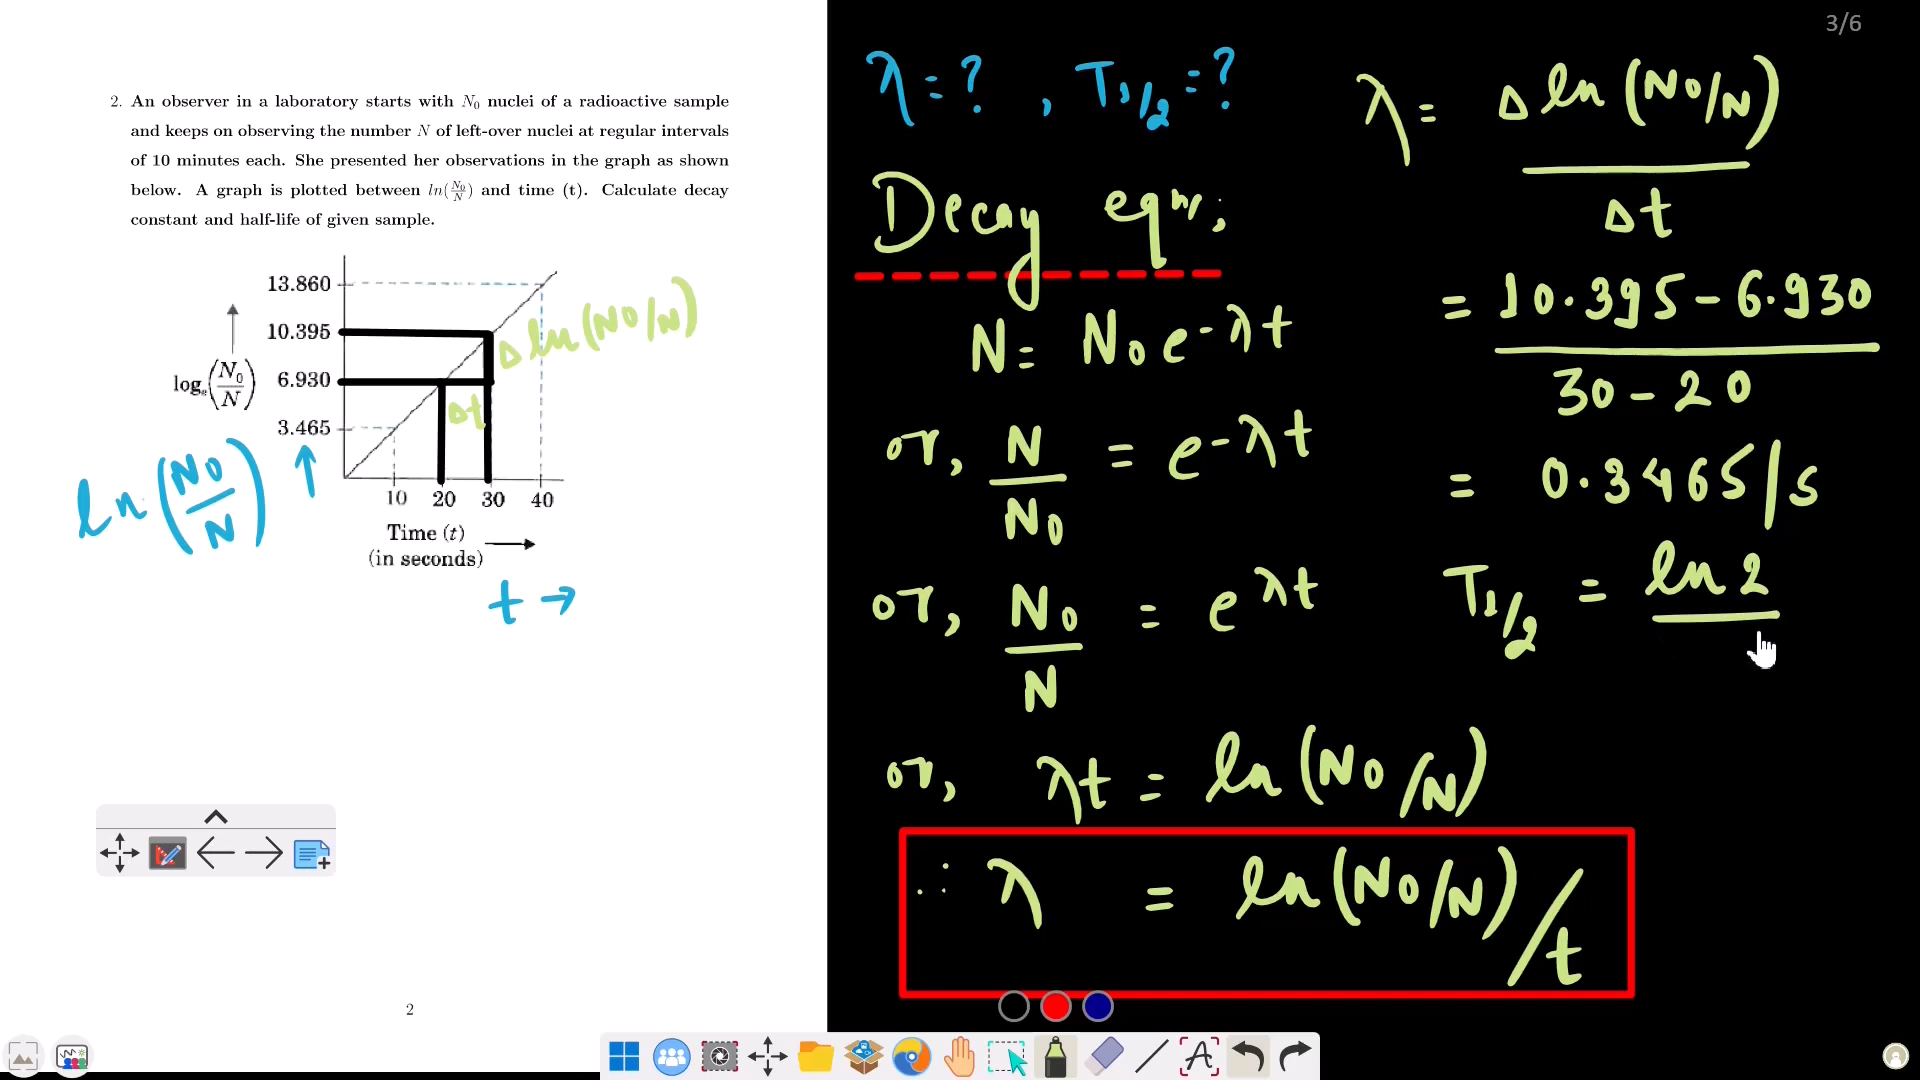 3/6
2. An observer in a laboratory starts with N₀ nuclei of a radioactive sample
and keeps on observing the number N of left-over nuclei at regular intervals
of 10 minutes each. She presented her observations in the graph as shown
below. A graph is plotted between ln(N₀/N) and time (t). Calculate decay
constant and half-life of given sample.
13.860
10.395
6.930
3.465
logₑ(N₀/N)
10 20 30 40
Time (t)
(in seconds)
Δ ln(N₀/N)
Δt
ln(N₀/N) ↑
t →
2
λ = ? , T₁/₂ = ?
Decay eqn;
N = N₀e^-λt
or, N/N₀ = e^-λt
or, N₀/N = e^λt
or, λt = ln(N₀/N)
∴ λ = ln(N₀/N)/t
λ = Δ ln(N₀/N)/Δt
= 10.395 - 6.930/30 - 20
= 0.3465/s
T₁/₂ = ln 2